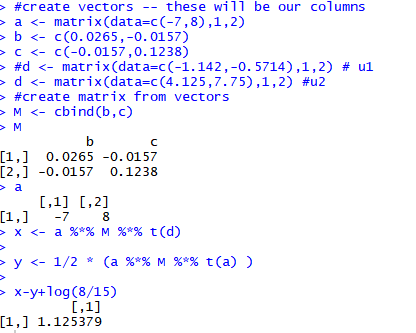 > #create vectors -- these will be our columns
> a <- matrix(data=c(-7,8),1,2)
> b <- c(0.0265,-0.0157)
> c <- c(-0.0157,0.1238)
> #d <- matrix(data=c(-1.142,-0.5714),1,2) # u1
> d <- matrix(data=c(4.125,7.75),1,2) #u2
> #create matrix from vectors
> M <- cbind(b,c)
> M
b c
[1,] 0.0265 -0.0157
[2,] -0.0157 0.1238
> a
[,1] [,2]
[1,] -7 8
> x <- a %*% M %*% t(d)
>
> y <- 1/2 * (a %*% M %*% t(a) )
>
> x-y+log(8/15)
[,1]
[1,] 1.125379